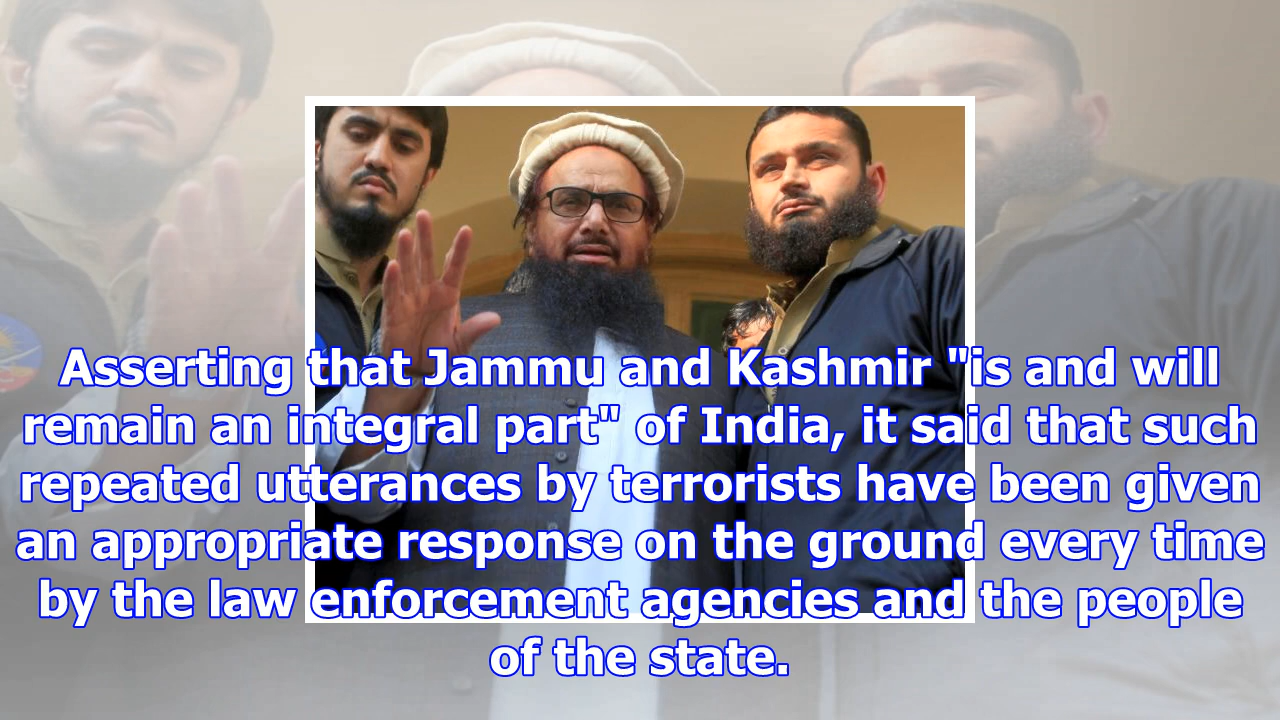 Asserting that Jammu and Kashmir "is and will
remain an integral part" of India, it said that such
repeated utterances by terrorists have been given
an appropriate response on the ground every time
by the law enforcement agencies and the people
of the state.